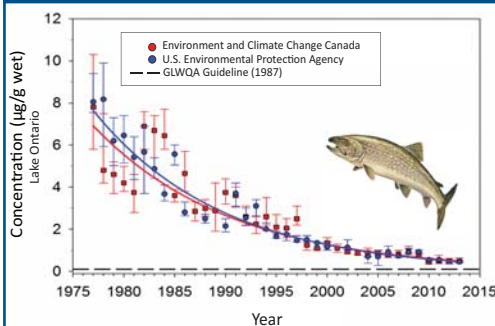 Concentration (µg/g wet)
Lake Ontario
12
10
8
6
4
2
0
Environment and Climate Change Canada
U.S. Environmental Protection Agency
GLWQA Guideline (1987)
1975 1980 1985 1990 1995 2000 2005 2010 2015
Year